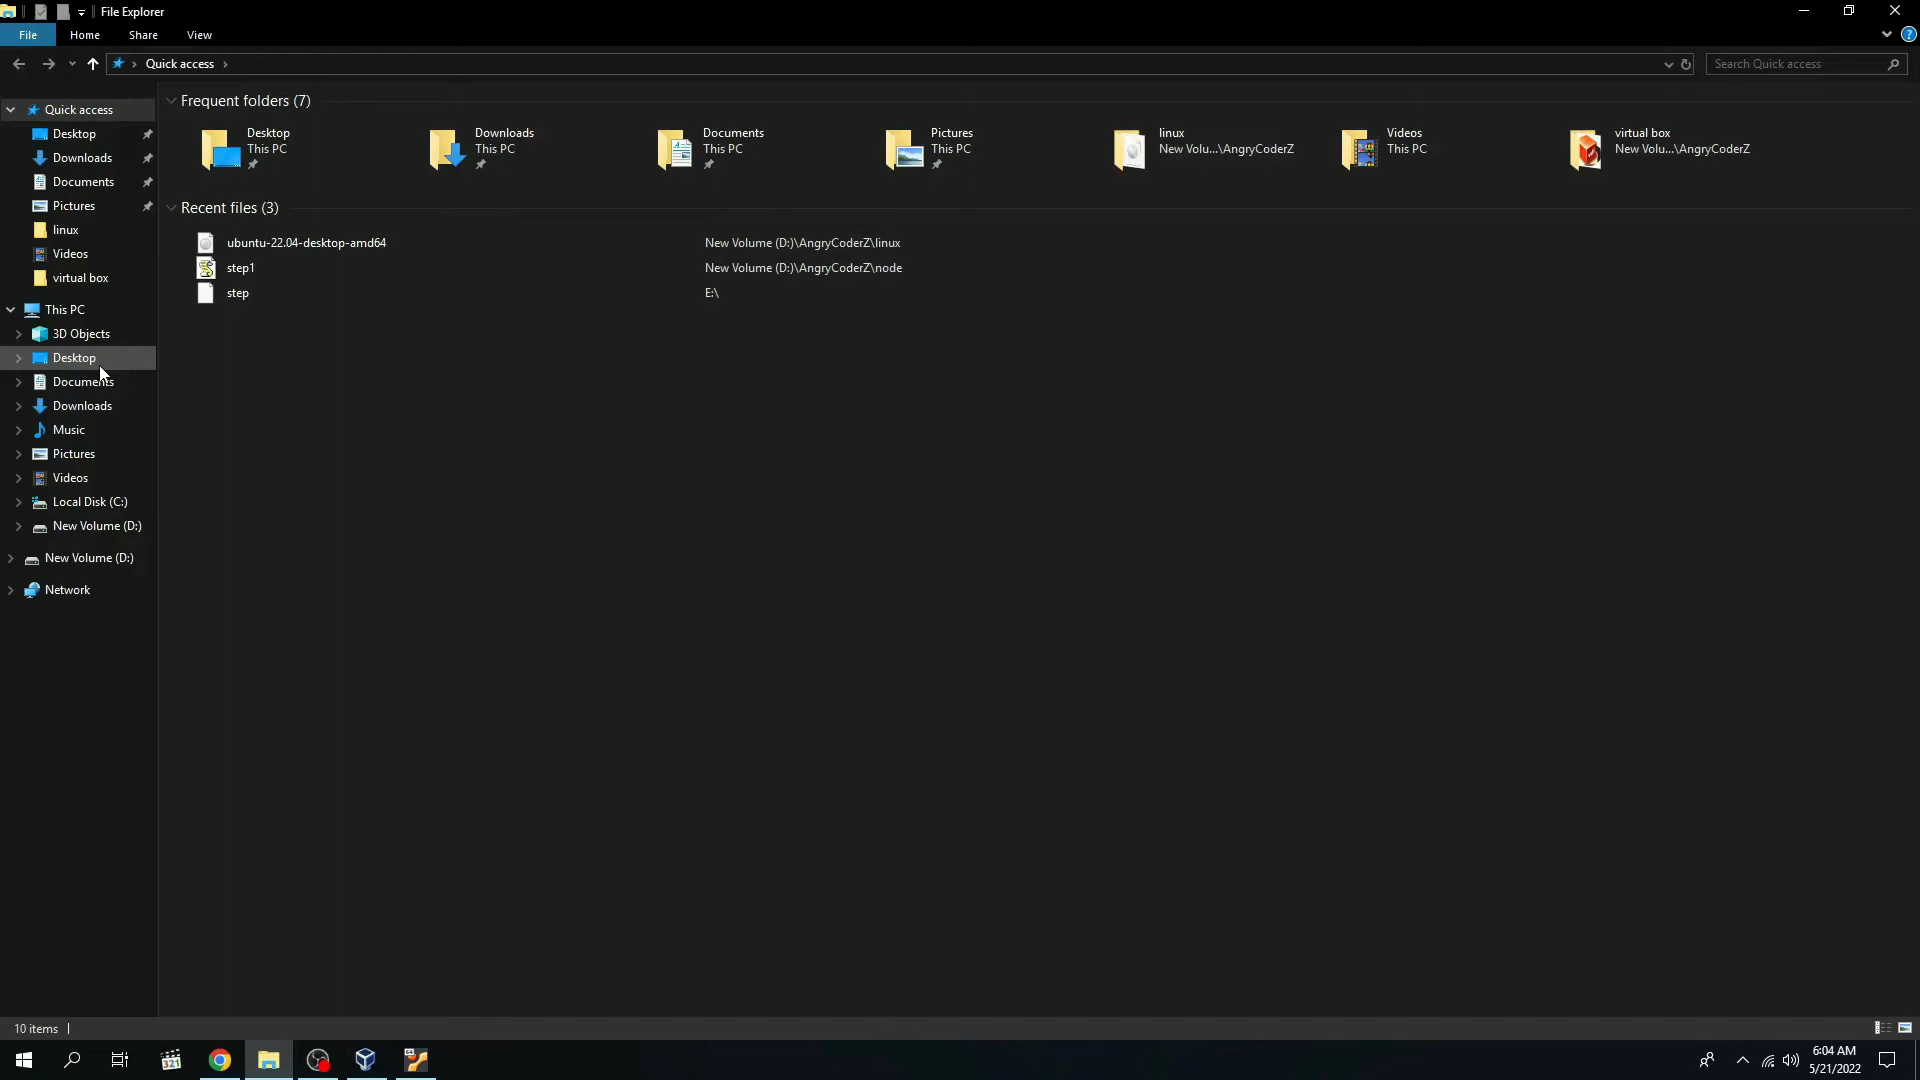 File Explorer
File Home Share View
Quick access
Search Quick access
Quick access
Desktop
Downloads
Documents
Pictures
linux
Videos
virtual box
This PC
3D Objects
Desktop
Documents
Downloads
Music
Pictures
Videos
Local Disk (C:)
New Volume (D:)
New Volume (D:)
Network
Frequent folders (7)
Desktop
This PC
Downloads
This PC
Documents
This PC
Pictures
This PC
linux
New Volu...\AngryCoderZ
Videos
This PC
virtual box
New Volu...\AngryCoderZ
Recent files (3)
ubuntu-22.04-desktop-amd64 New Volume (D:)\AngryCoderZ\linux
step1 New Volume (D:)\AngryCoderZ\node
step E:\
10 items
321
64
6:04 AM
5/21/2022